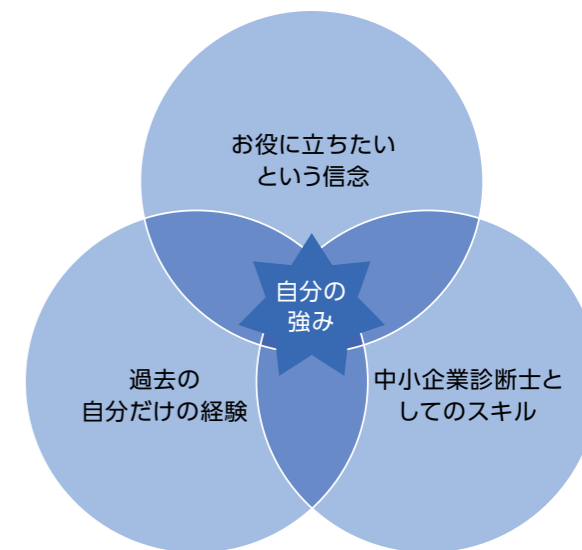 お役に立ちたい
という信念
自分の
強み
過去の
自分だけの経験
中小企業診断士と
してのスキル